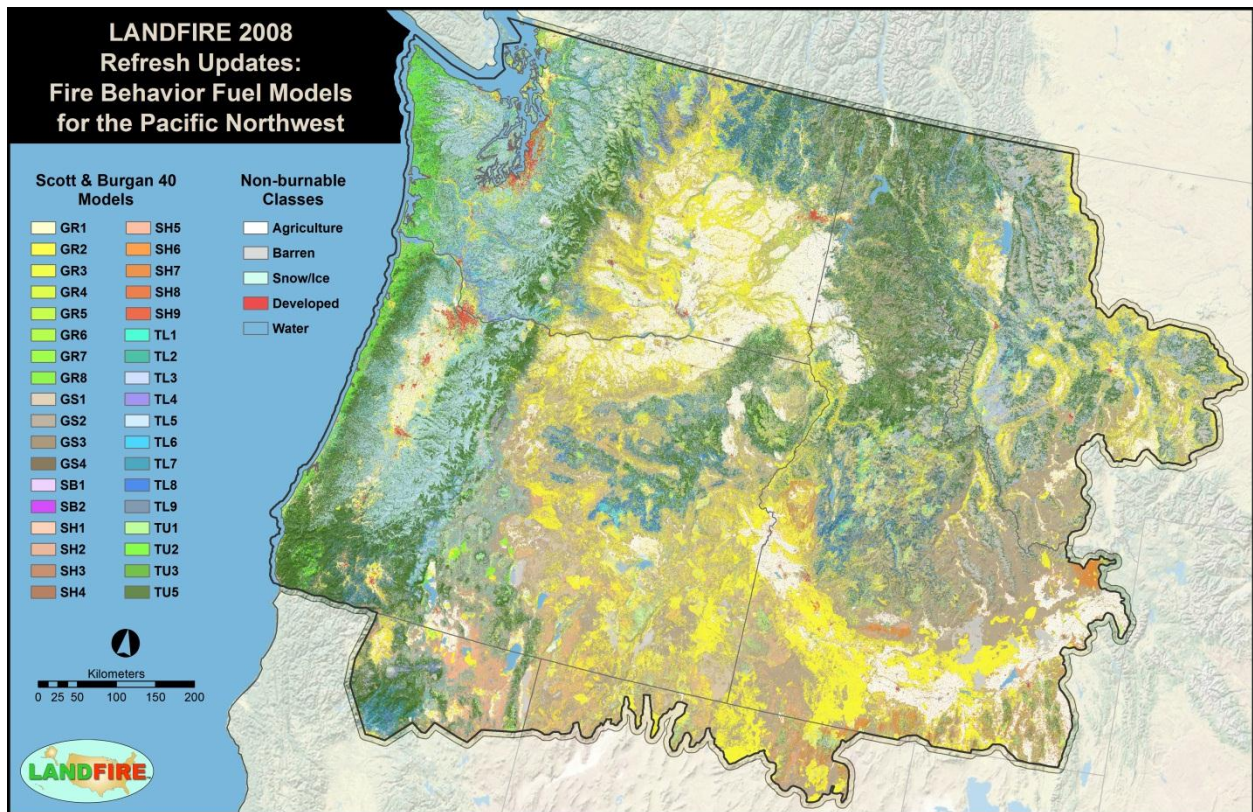 LANDFIRE 2008
Refresh Updates:
Fire Behavior Fuel Models
for the Pacific Northwest
Scott & Burgan 40
Models
GR1
GR2
GR3
GR4
GR5
GR6
GR7
GR8
GS1
GS2
GS3
GS4
SB1
SB2
SH1
SH2
SH3
SH4
SH5
SH6
SH7
SH8
SH9
TL1
TL2
TL3
TL4
TL5
TL6
TL7
TL8
TL9
TU1
TU2
TU3
TU5
Non-burnable
Classes
Agriculture
Barren
Snow/Ice
Developed
Water
Kilometers
0 25 50 100 150 200
LANDFIRE